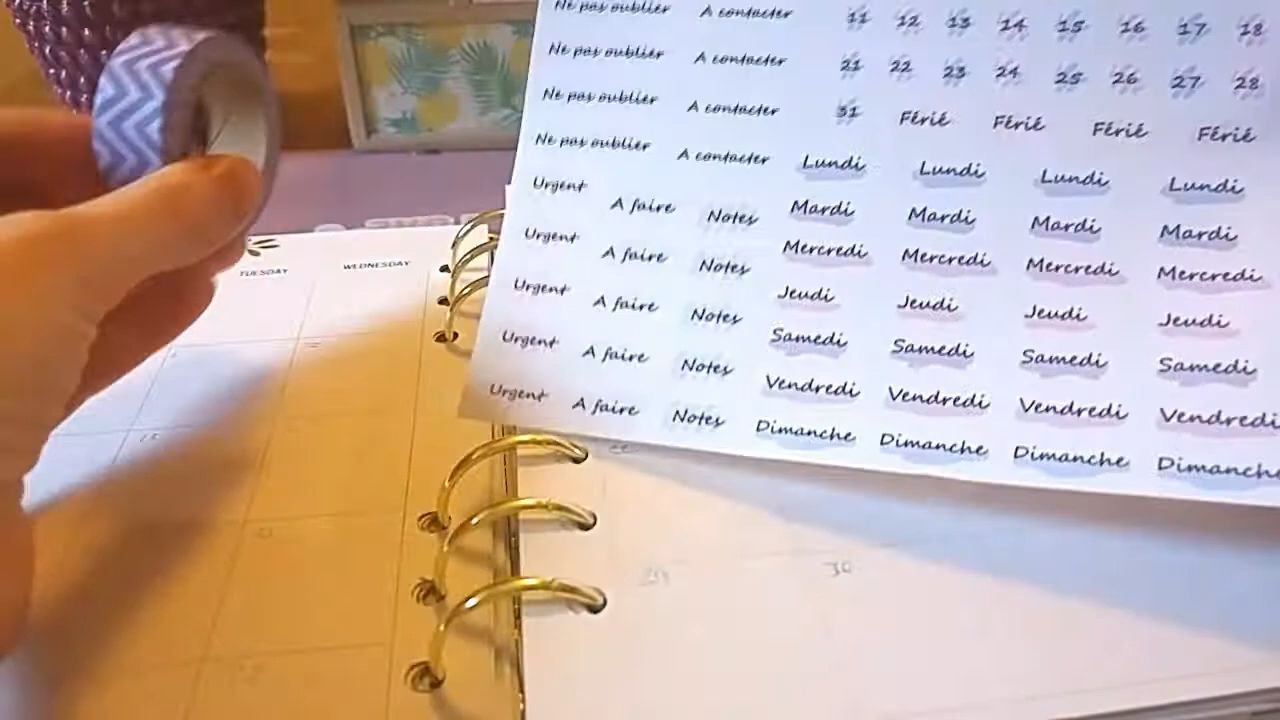 Ne pas oublier A contacter 11 12 13 14 15 16 17 18
Ne pas oublier A contacter 21 22 23 24 25 26 27 28
Ne pas oublier A contacter 31 Férié Férié Férié Férié
Ne pas oublier A contacter Lundi Lundi Lundi Lundi
Urgent A faire Notes Mardi Mardi Mardi Mardi
Urgent A faire Notes Mercredi Mercredi Mercredi Mercredi
Urgent A faire Notes Jeudi Jeudi Jeudi Jeudi
Urgent A faire Notes Samedi Samedi Samedi Samedi
Urgent A faire Notes Vendredi Vendredi Vendredi Vendredi
Dimanche Dimanche Dimanche Dimanche
TUESDAY WEDNESDAY
29 30